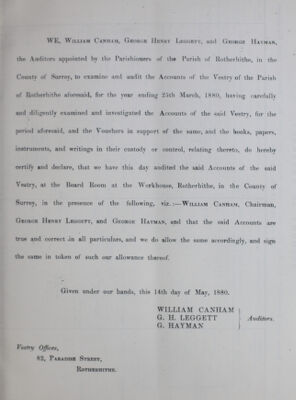 WE, WILLIAM CANHAM, GEORGE HENRY LEGGETT, and GEORGE HAYMAN,
the Auditors appointed by the Parishioners of the Parish of Rotherhithe, in the
County of Surrey, to examine and audit the Accounts of the Vestry of the Parish
of Rotherhithe aforesaid, for the year ending 25th March, 1880, having carefully
and diligently examined and investigated the Accounts of the said Vestry, for the
period aforesaid, and the Vouchers in support of the same, and the books, papers,
instruments, and writings in their custody or control, relating thereto, do hereby
certify and declare, that we have this day audited the said Accounts of the said
Vestry, at the Board Room at the Workhouse, Rotherhithe, in the County of
Surrey, in the presence of the following, viz.:—WILLIAM CANHAM, Chairman,
GEORGE HENRY LEGGETT, and GEORGE HAYMAN, and that the said Accounts are
true and correct in all particulars, and we do allow the same accordingly, and sign
the same in token of such our allowance thereof.
Given under our hands, this 14th day of May, 1880.
WILLIAM CANHAM
G. H. LEGGETT
G. HAYMAN
Auditors.
Vestry Offices,
82, PARADISE STREET,
ROTHERHITHE.